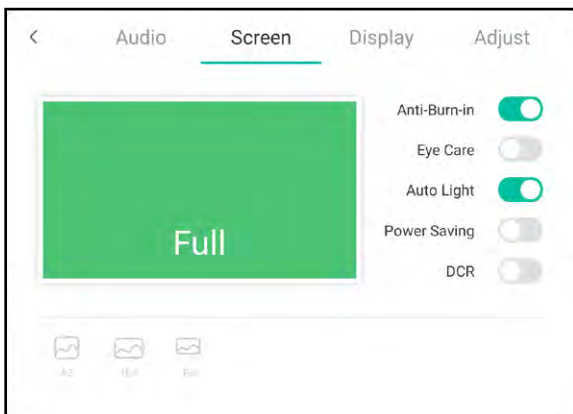 Audio Screen Display Adjust
Anti-Burn-in
Eye Care
Auto Light
Full
Power Saving
DCR